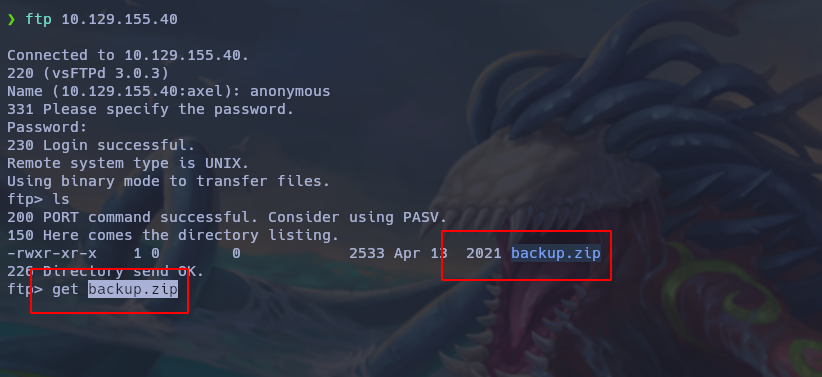 ❯ ftp 10.129.155.40
Connected to 10.129.155.40.
220 (vsFTPd 3.0.3)
Name (10.129.155.40:axel): anonymous
331 Please specify the password.
Password:
230 Login successful.
Remote system type is UNIX.
Using binary mode to transfer files.
ftp> ls
200 PORT command successful. Consider using PASV.
150 Here comes the directory listing.
-rwxr-xr-x    1 0        0            2533 Apr 13  2021 backup.zip
226 Directory send OK.
ftp> get backup.zip